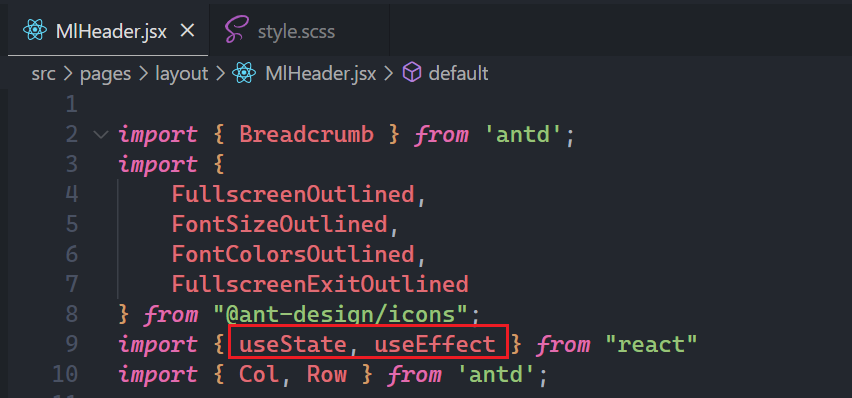 MlHeader.jsx
style.scss
src > pages > layout > MlHeader.jsx > default
1
2 import { Breadcrumb } from 'antd';
3 import {
4 FullscreenOutlined,
5 FontSizeOutlined,
6 FontColorsOutlined,
7 FullscreenExitOutlined
8 } from "@ant-design/icons";
9 import { useState, useEffect } from "react"
10 import { Col, Row } from 'antd';